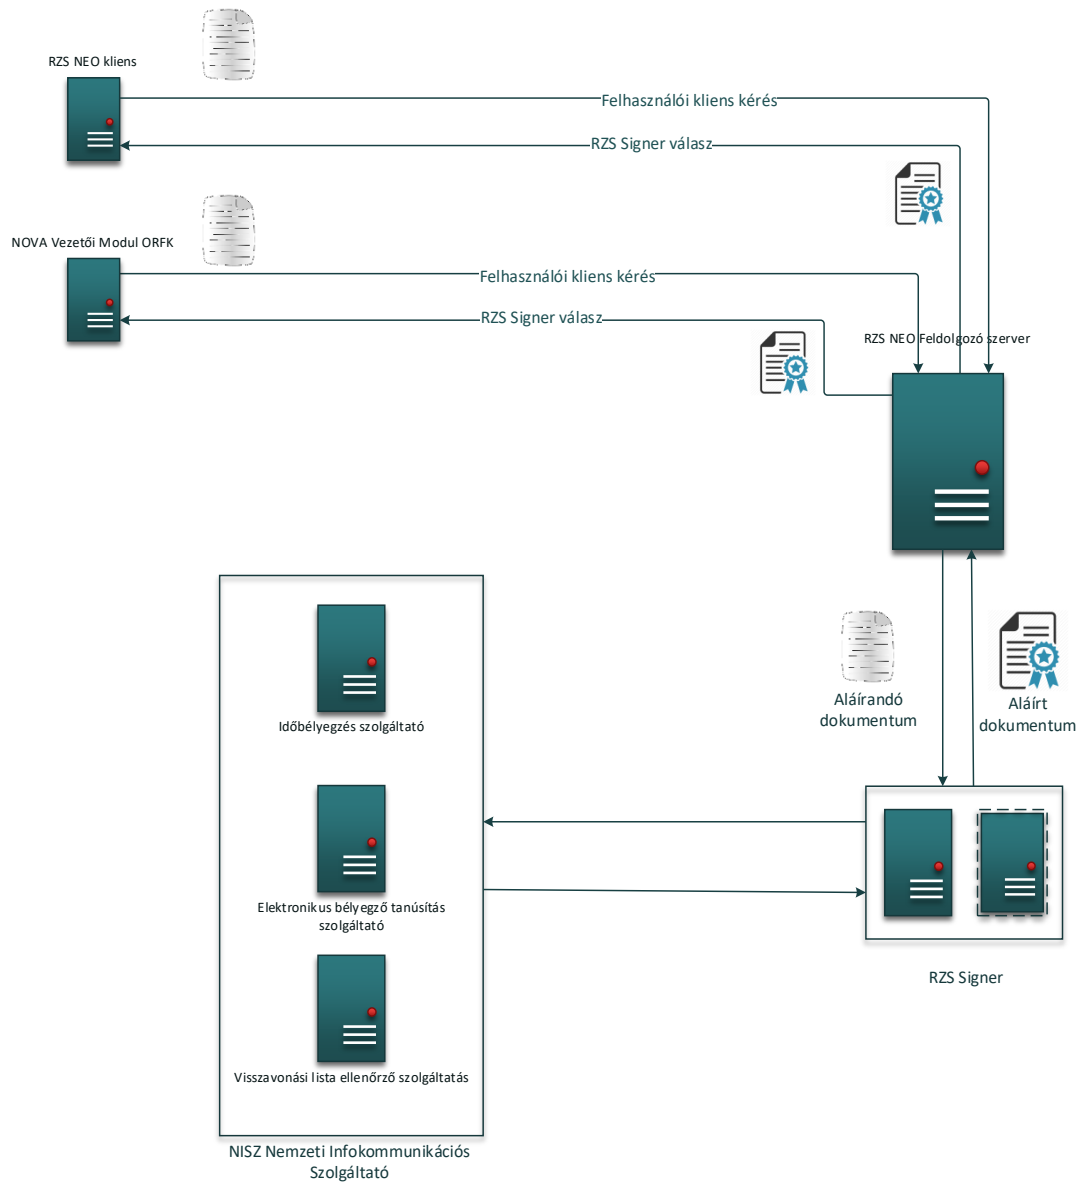 RZS NEO kliens
Felhasználói kliens kérés
RZS Signer válasz
NOVA Vezetői Modul ORFK
Felhasználói kliens kérés
RZS Signer válasz
RZS NEO Feldolgozó szerver
Aláírandó
dokumentum
Aláírt
dokumentum
Időbélyegzés szolgáltató
Elektronikus bélyegző tanúsítás
szolgáltató
RZS Signer
Visszavonási lista ellenőrző szolgáltatás
NISZ Nemzeti Infokommunikációs
Szolgáltató